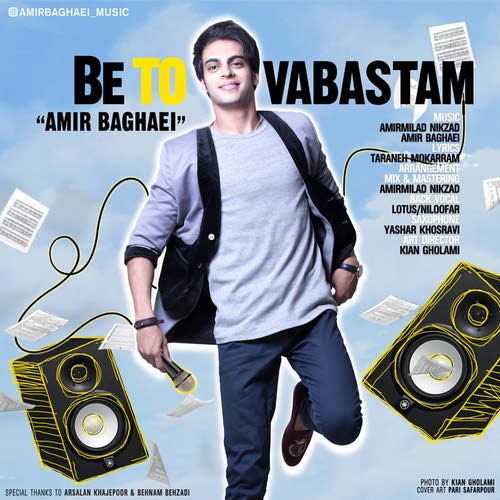 @AMIRBAGHAEI_MUSIC
BE TO VABASTAM
"AMIR BAGHAEI"
MUSIC
AMIRMILAD NIKZAD
AMIR BAGHAEI
LYRICS
TARANEH MOKARRAM
ARRANGEMENT
MIX & MASTERING
AMIRMILAD NIKZAD
BACK VOCAL
LOTUS/NILOOFAR
SAXOPHONE
YASHAR KHOSRAVI
ART DIRECTOR
KIAN GHOLAMI
PHOTO BY KIAN GHOLAMI
COVER ART PARI SAFARPOUR
SPECIAL THANKS TO ARSALAN KHAJEPOOR & BEHNAM BEHZADI